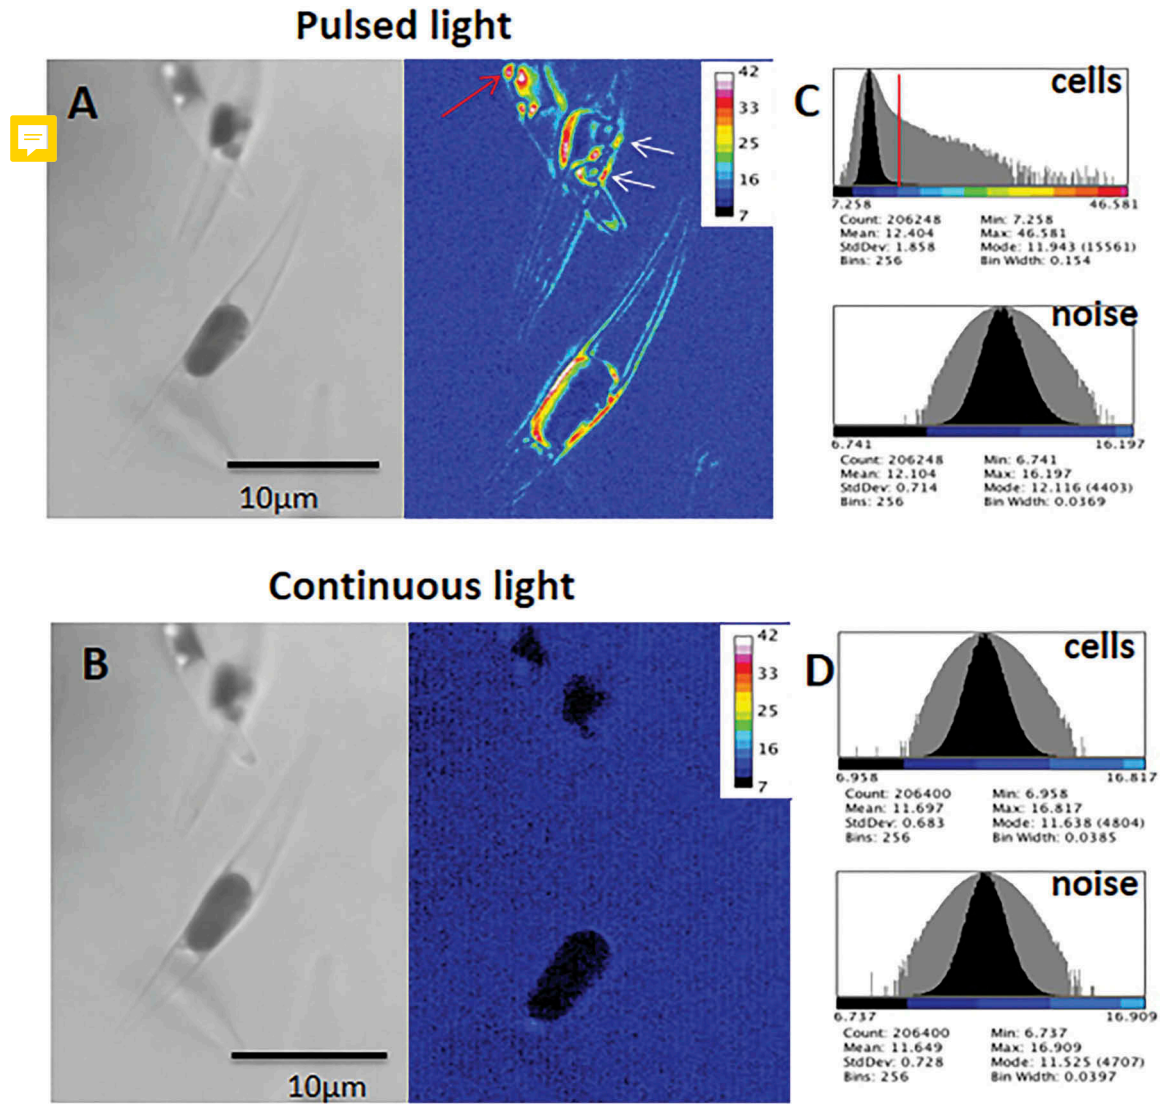 Pulsed light
A
42
33
25
16
7
10μm
C
cells
7.258 46.581
Count: 206248 Min: 7.258
Mean: 12.404 Max: 46.581
StdDev: 1.858 Mode: 11.943 (15561)
Bins: 256 Bin Width: 0.154
noise
6.741 16.197
Count: 206248 Min: 6.741
Mean: 12.104 Max: 16.197
StdDev: 0.714 Mode: 12.116 (4403)
Bins: 256 Bin Width: 0.0369
Continuous light
B
42
33
25
16
7
10μm
D
cells
6.958 16.817
Count: 206400 Min: 6.958
Mean: 11.697 Max: 16.817
StdDev: 0.683 Mode: 11.638 (4804)
Bins: 256 Bin Width: 0.0385
noise
6.737 16.909
Count: 206400 Min: 6.737
Mean: 11.649 Max: 16.909
StdDev: 0.728 Mode: 11.525 (4707)
Bins: 256 Bin Width: 0.0397